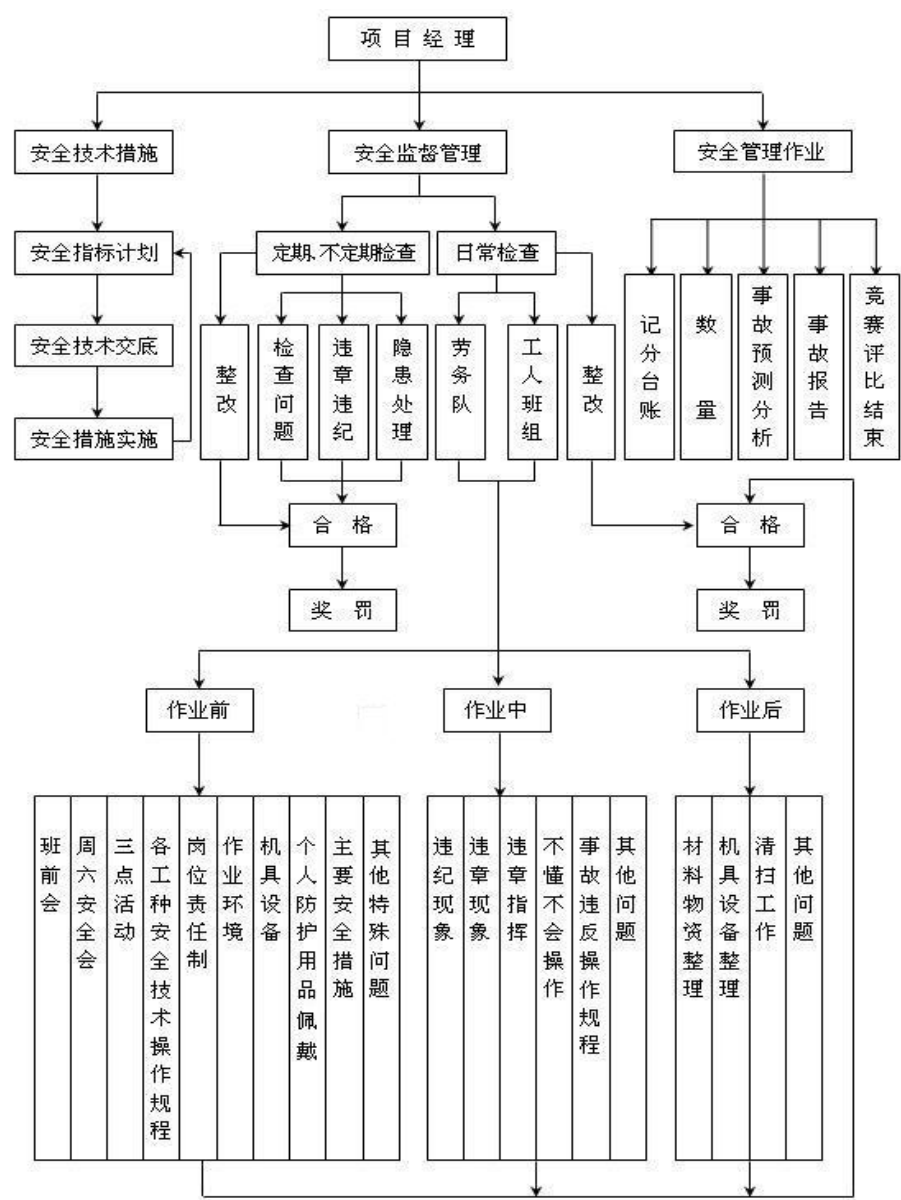 项目经理
安全技术措施
安全监督管理
安全管理作业
安全指标计划
定期、不定期检查
日常检查
安全技术交底
安全措施实施
整改
检查问题
违章违纪
隐患处理
劳务队
工人班组
整改
记分台账
数量
事故预测分析
事故报告
竞赛评比结束
合格
合格
奖罚
奖罚
作业前
作业中
作业后
班前会
周六安全会
三点活动
各工种安全技术操作规程
岗位责任制
作业环境
机具设备
个人防护用品佩戴
主要安全措施
其他特殊问题
违纪现象
违章现象
违章指挥
不懂不会操作
事故违反操作规程
其他问题
材料物资整理
机具设备整理
清扫工作
其他问题